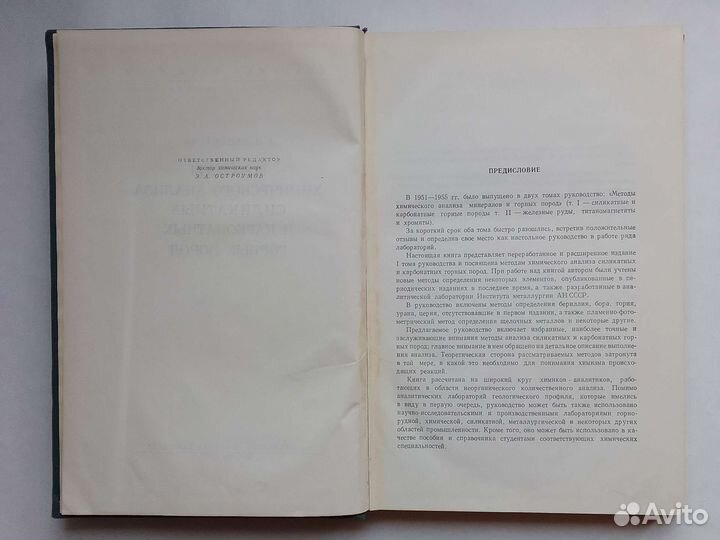 ОТВЕТСТВЕННЫЙ РЕДАКТОР
доктор химических наук
Э. А. ОСТРОУМОВ
ПРЕДИСЛОВИЕ
В 1951—1955 гг. было выпущено в двух томах руководство: «Методы
химического анализа минералов и горных пород» (т. I — силикатные и
карбонатные горные породы т. II — железные руды, титаномагнетиты
и хромиты).
За короткий срок оба тома быстро разошлись, встретив положительные
отзывы и определив свое место как настольное руководство в работе ряда
лабораторий.
Настоящая книга представляет переработанное и расширенное издание
I тома руководства и посвящена методам химического анализа силикатных
и карбонатных горных пород. При работе над книгой автором были учтены
новые методы определения некоторых элементов, опубликованные в пе-
риодических изданиях в последнее время, а также разработанные в ана-
литической лаборатории Института металлургии АН СССР.
В руководство включены методы определения бериллия, бора, тория,
урана, церия, отсутствовавшие в первом издании, а также пламенно-фото-
метрический метод определения щелочных металлов и некоторые другие.
Предлагаемое руководство включает избранные, наиболее точные и
заслуживающие внимания методы анализа силикатных и карбонатных гор-
ных пород; главное внимание в нем обращено на детальное описание выполне-
ния анализа. Теоретическая сторона рассматриваемых методов затронута
в той мере, в какой это необходимо для понимания химизма происхо-
дящих реакций.
Книга рассчитана на широкий круг химиков-аналитиков, рабо-
тающих в области неорганического количественного анализа. Помимо
аналитических лабораторий геологического профиля, которые имелись
в виду в первую очередь, руководство может быть также использовано
научно-исследовательскими и производственными лабораториями горно-
рудной, химической, силикатной, металлургической и некоторых других
областей промышленности. Кроме того, оно может быть использовано в ка-
честве пособия и справочника студентами соответствующих химических
специальностей.
Avito